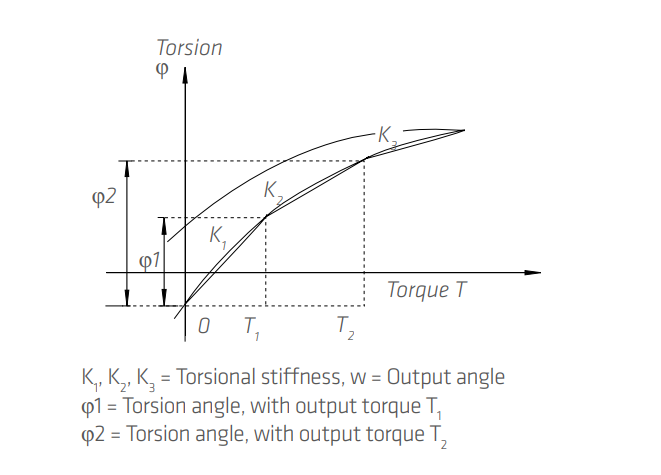 Torsion
φ
K₃
φ2
K₂
K₁
φ1
Torque T
0 T₁ T₂
K₁, K₂, K₃ = Torsional stiffness, w = Output angle
φ1 = Torsion angle, with output torque T₁
φ2 = Torsion angle, with output torque T₂